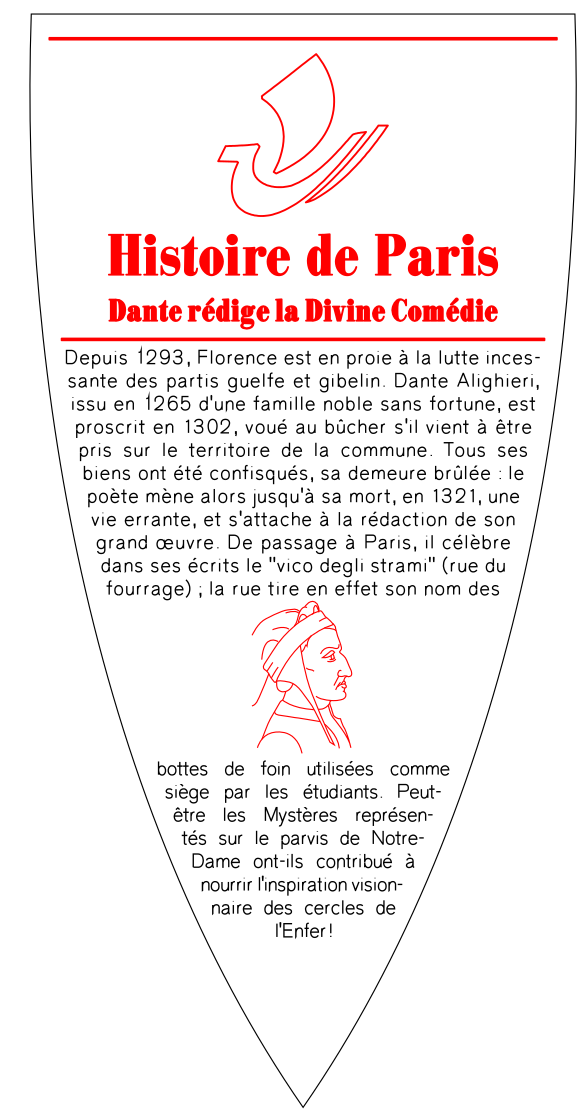 Histoire de Paris
Dante rédige la Divine Comédie
Depuis 1293, Florence est en proie à la lutte inces-
sante des partis guelfe et gibelin. Dante Alighieri,
issu en 1265 d'une famille noble sans fortune, est
proscrit en 1302, voué au bûcher s'il vient à être
pris sur le territoire de la commune. Tous ses
biens ont été confisqués, sa demeure brûlée : le
poète mène alors jusqu'à sa mort, en 1321, une
vie errante, et s'attache à la rédaction de son
grand œuvre. De passage à Paris, il célèbre
dans ses écrits le "vico degli strami" (rue du
fourrage) ; la rue tire en effet son nom des
bottes de foin utilisées comme
siège par les étudiants. Peut-
être les Mystères représen-
tés sur le parvis de Notre-
Dame ont-ils contribué à
nourrir l'inspiration vision-
naire des cercles de
l'Enfer!